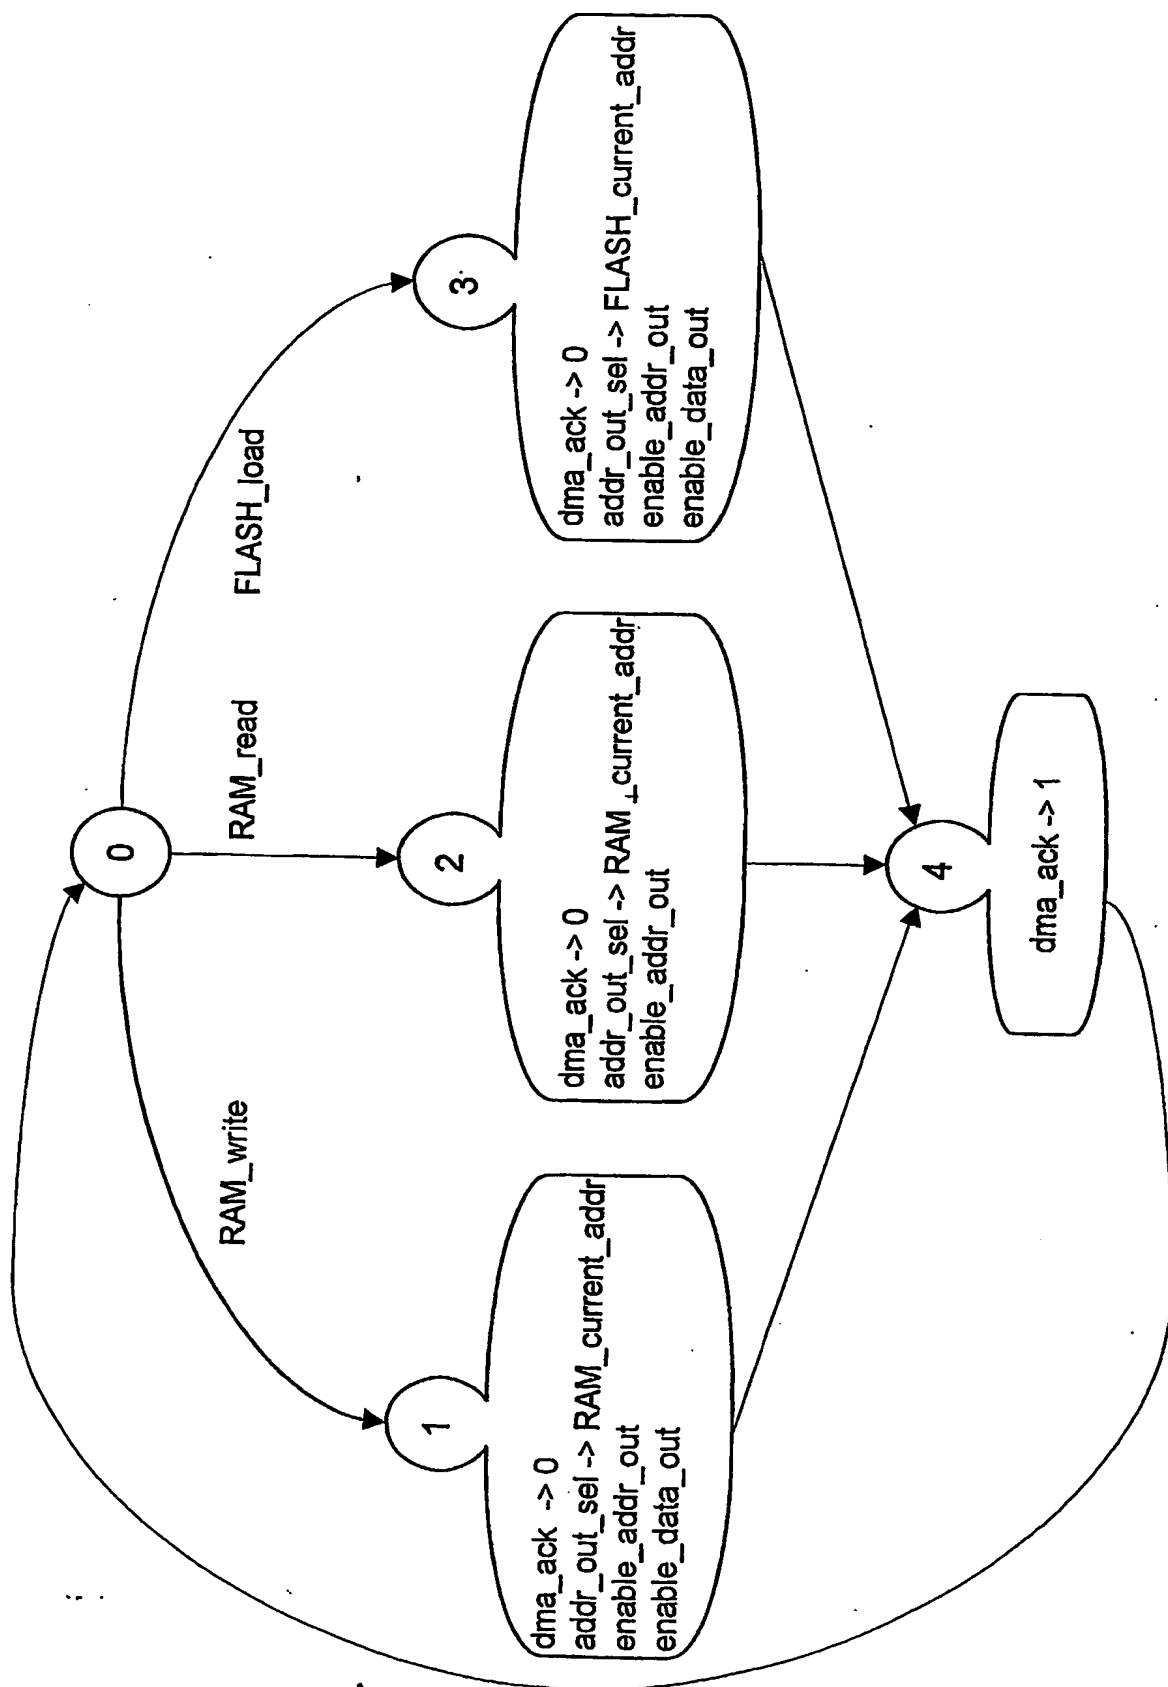 0
RAM_write
RAM_read
FLASH_load
1
dma_ack -> 0
addr_out_sel -> RAM_current_addr
enable_addr_out
enable_data_out
2
dma_ack -> 0
addr_out_sel -> RAM_current_addr
enable_addr_out
3
dma_ack -> 0
addr_out_sel -> FLASH_current_addr
enable_addr_out
enable_data_out
4
dma_ack -> 1